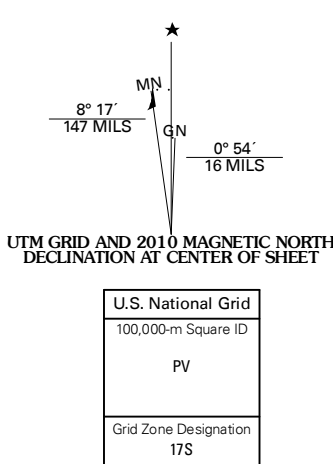 ★
MN
8° 17´
147 MILS
GN
0° 54´
16 MILS
UTM GRID AND 2010 MAGNETIC NORTH
DECLINATION AT CENTER OF SHEET
U.S. National Grid
100,000-m Square ID
PV
Grid Zone Designation
17S